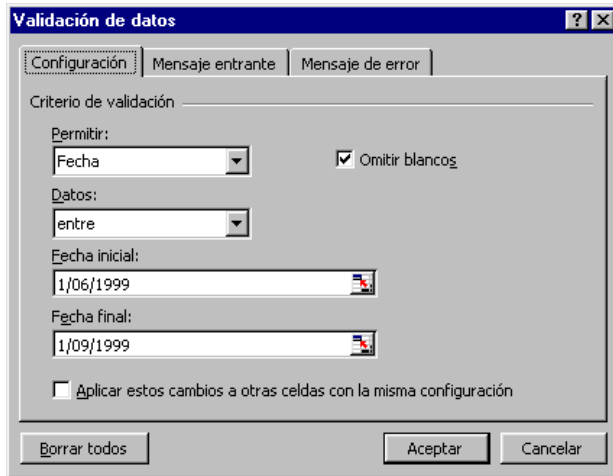 Validación de datos
Configuración Mensaje entrante Mensaje de error
Criterio de validación
Permitir:
Fecha Omitir blancos
Datos:
entre
Fecha inicial:
1/06/1999
Fecha final:
1/09/1999
Aplicar estos cambios a otras celdas con la misma configuración
Borrar todos Aceptar Cancelar